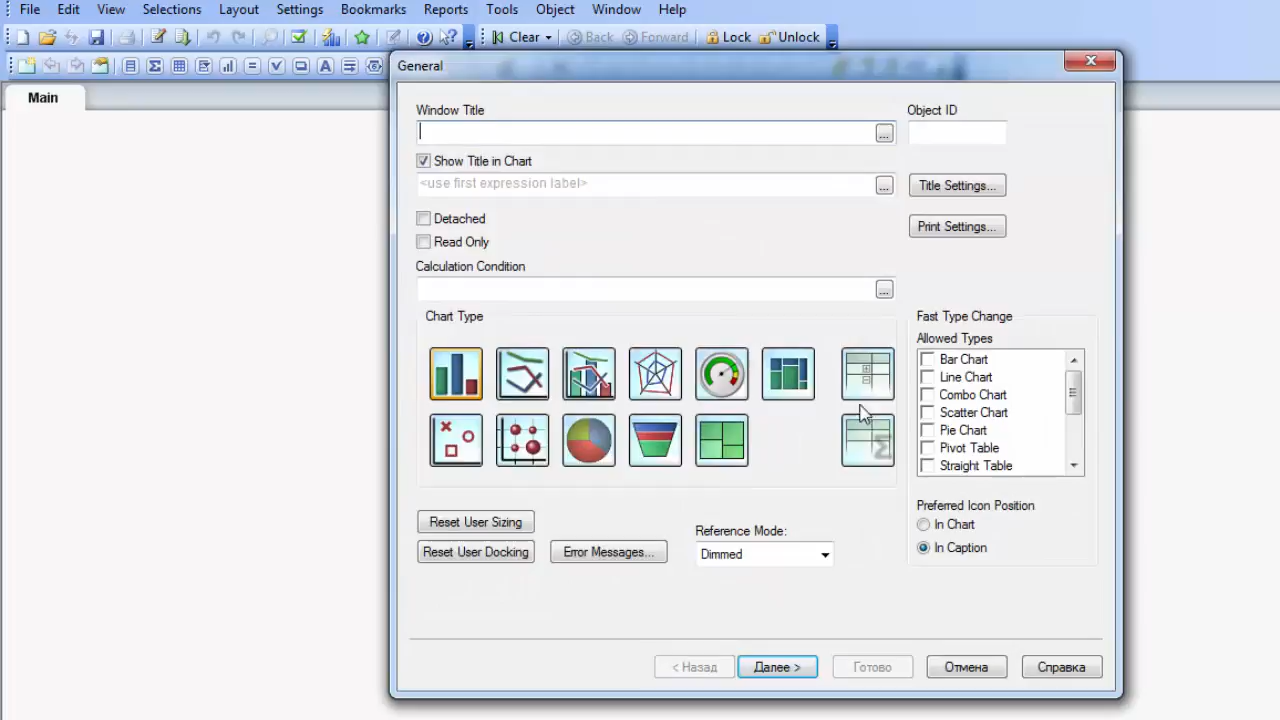 File Edit View Selections Layout Settings Bookmarks Reports Tools Object Window Help
Clear Back Forward Lock Unlock
General
Main
Window Title Object ID
...
Show Title in Chart
<use first expression label> ... Title Settings...
Detached
Print Settings...
Read Only
Calculation Condition
...
Chart Type Fast Type Change
Allowed Types
Bar Chart
Line Chart
Combo Chart
Scatter Chart
Pie Chart
Pivot Table
Straight Table
Preferred Icon Position
In Chart
In Caption
Reset User Sizing
Reference Mode:
Reset User Docking Error Messages... Dimmed
< Назад Далее > Готово Отмена Справка